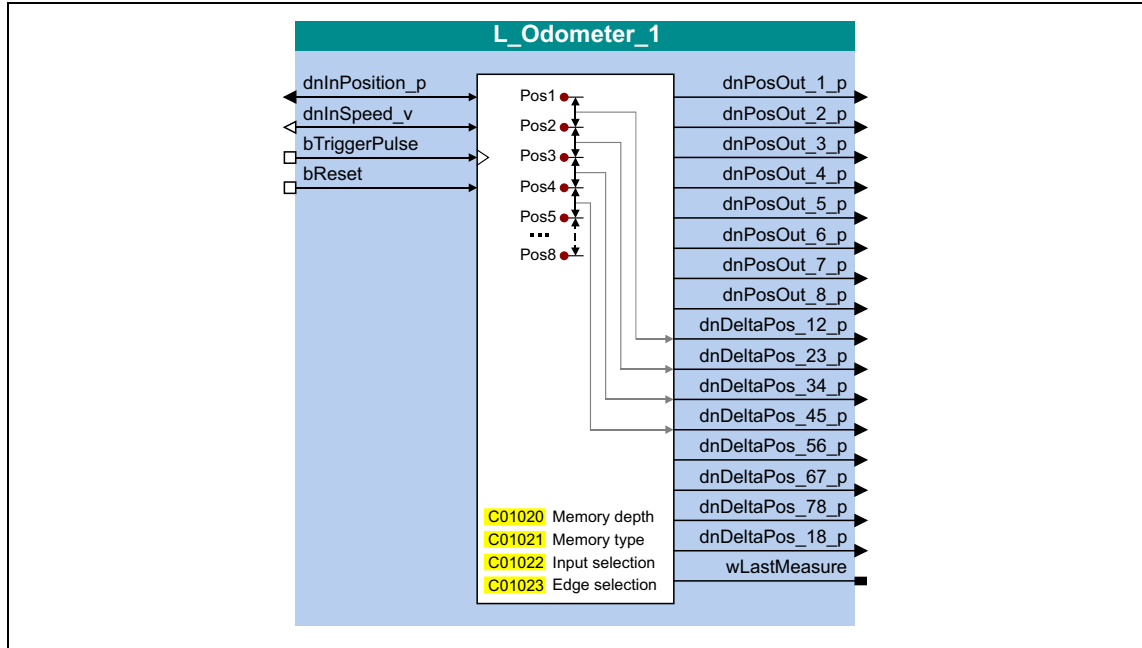 L_Odometer_1
dnInPosition_p
dnInSpeed_v
bTriggerPulse
bReset
Pos1
Pos2
Pos3
Pos4
Pos5
...
Pos8
C01020 Memory depth
C01021 Memory type
C01022 Input selection
C01023 Edge selection
dnPosOut_1_p
dnPosOut_2_p
dnPosOut_3_p
dnPosOut_4_p
dnPosOut_5_p
dnPosOut_6_p
dnPosOut_7_p
dnPosOut_8_p
dnDeltaPos_12_p
dnDeltaPos_23_p
dnDeltaPos_34_p
dnDeltaPos_45_p
dnDeltaPos_56_p
dnDeltaPos_67_p
dnDeltaPos_78_p
dnDeltaPos_18_p
wLastMeasure